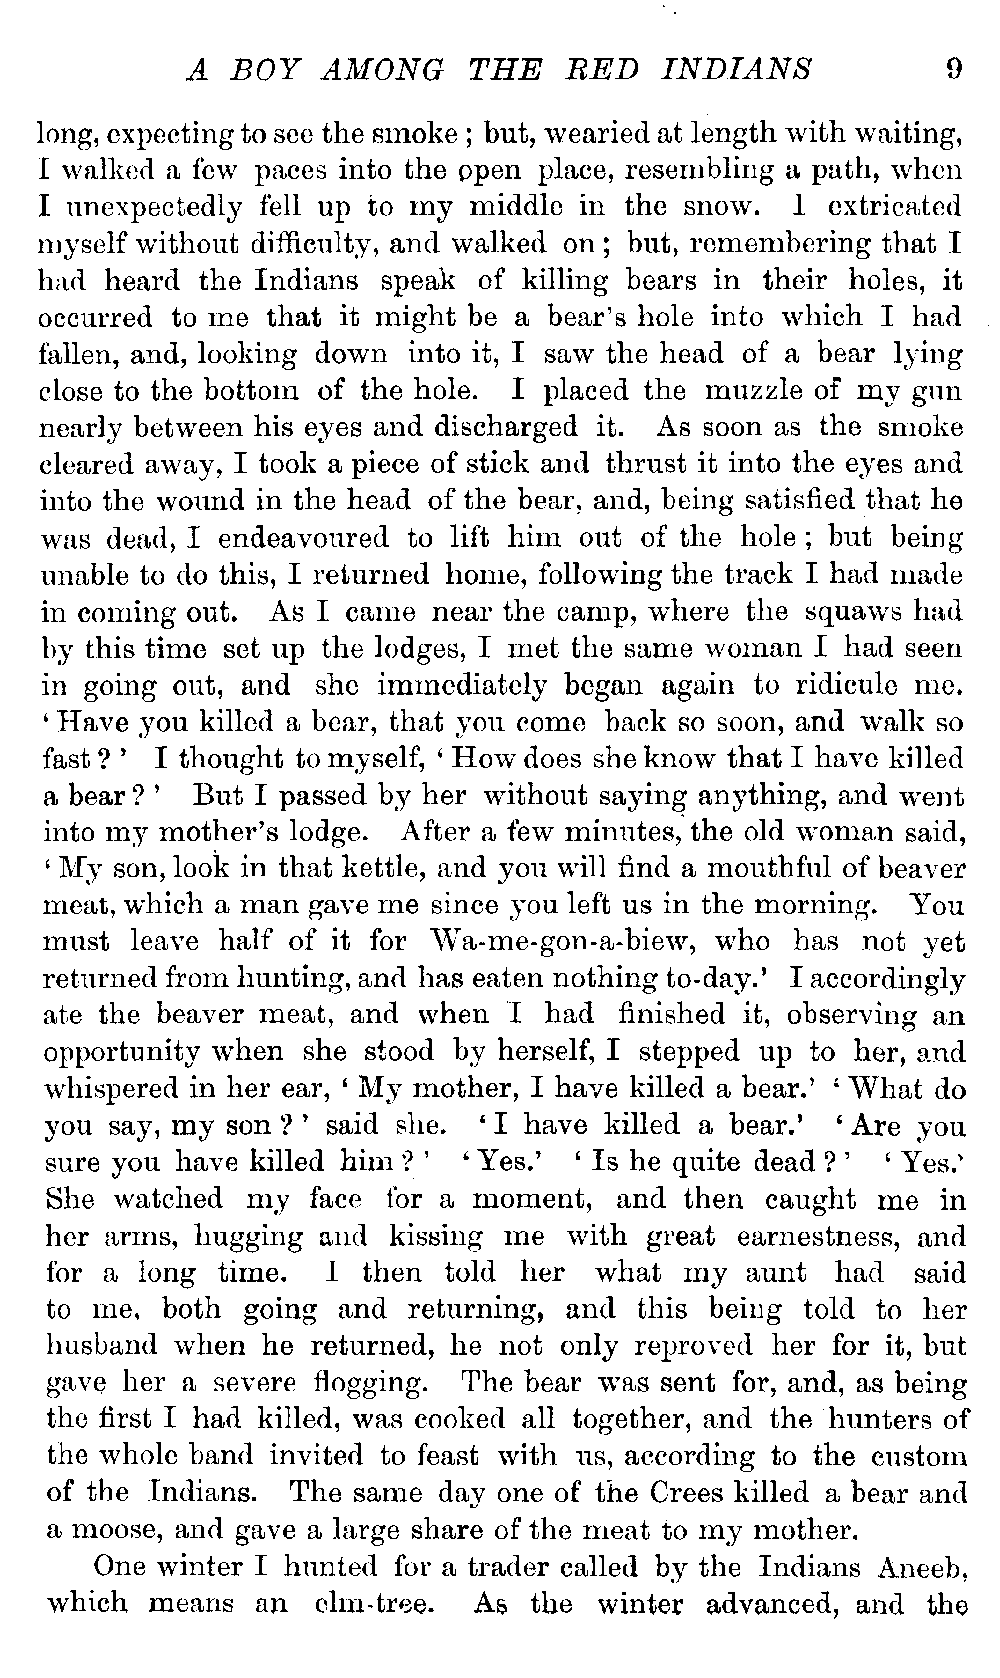 A BOY AMONG THE RED INDIANS 9
long, expecting to see the smoke; but, wearied at length with waiting,
I walked a few paces into the open place, resembling a path, when
I unexpectedly fell up to my middle in the snow. I extricated
myself without difficulty, and walked on; but, remembering that I
had heard the Indians speak of killing bears in their holes, it
occurred to me that it might be a bear's hole into which I had
fallen, and, looking down into it, I saw the head of a bear lying
close to the bottom of the hole. I placed the muzzle of my gun
nearly between his eyes and discharged it. As soon as the smoke
cleared away, I took a piece of stick and thrust it into the eyes and
into the wound in the head of the bear, and, being satisfied that he
was dead, I endeavoured to lift him out of the hole; but being
unable to do this, I returned home, following the track I had made
in coming out. As I came near the camp, where the squaws had
by this time set up the lodges, I met the same woman I had seen
in going out, and she immediately began again to ridicule me.
'Have you killed a bear, that you come back so soon, and walk so
fast?' I thought to myself, 'How does she know that I have killed
a bear?' But I passed by her without saying anything, and went
into my mother's lodge. After a few minutes, the old woman said,
'My son, look in that kettle, and you will find a mouthful of beaver
meat, which a man gave me since you left us in the morning. You
must leave half of it for Wa-me-gon-a-biew, who has not yet
returned from hunting, and has eaten nothing to-day.' I accordingly
ate the beaver meat, and when I had finished it, observing an
opportunity when she stood by herself, I stepped up to her, and
whispered in her ear, 'My mother, I have killed a bear.' 'What do
you say, my son?' said she. 'I have killed a bear.' 'Are you
sure you have killed him?' 'Yes.' 'Is he quite dead?' 'Yes.'
She watched my face for a moment, and then caught me in
her arms, hugging and kissing me with great earnestness, and
for a long time. I then told her what my aunt had said
to me, both going and returning, and this being told to her
husband when he returned, he not only reproved her for it, but
gave her a severe flogging. The bear was sent for, and, as being
the first I had killed, was cooked all together, and the hunters of
the whole band invited to feast with us, according to the custom
of the Indians. The same day one of the Crees killed a bear and
a moose, and gave a large share of the meat to my mother.
One winter I hunted for a trader called by the Indians Aneeb,
which means an elm-tree. As the winter advanced, and the